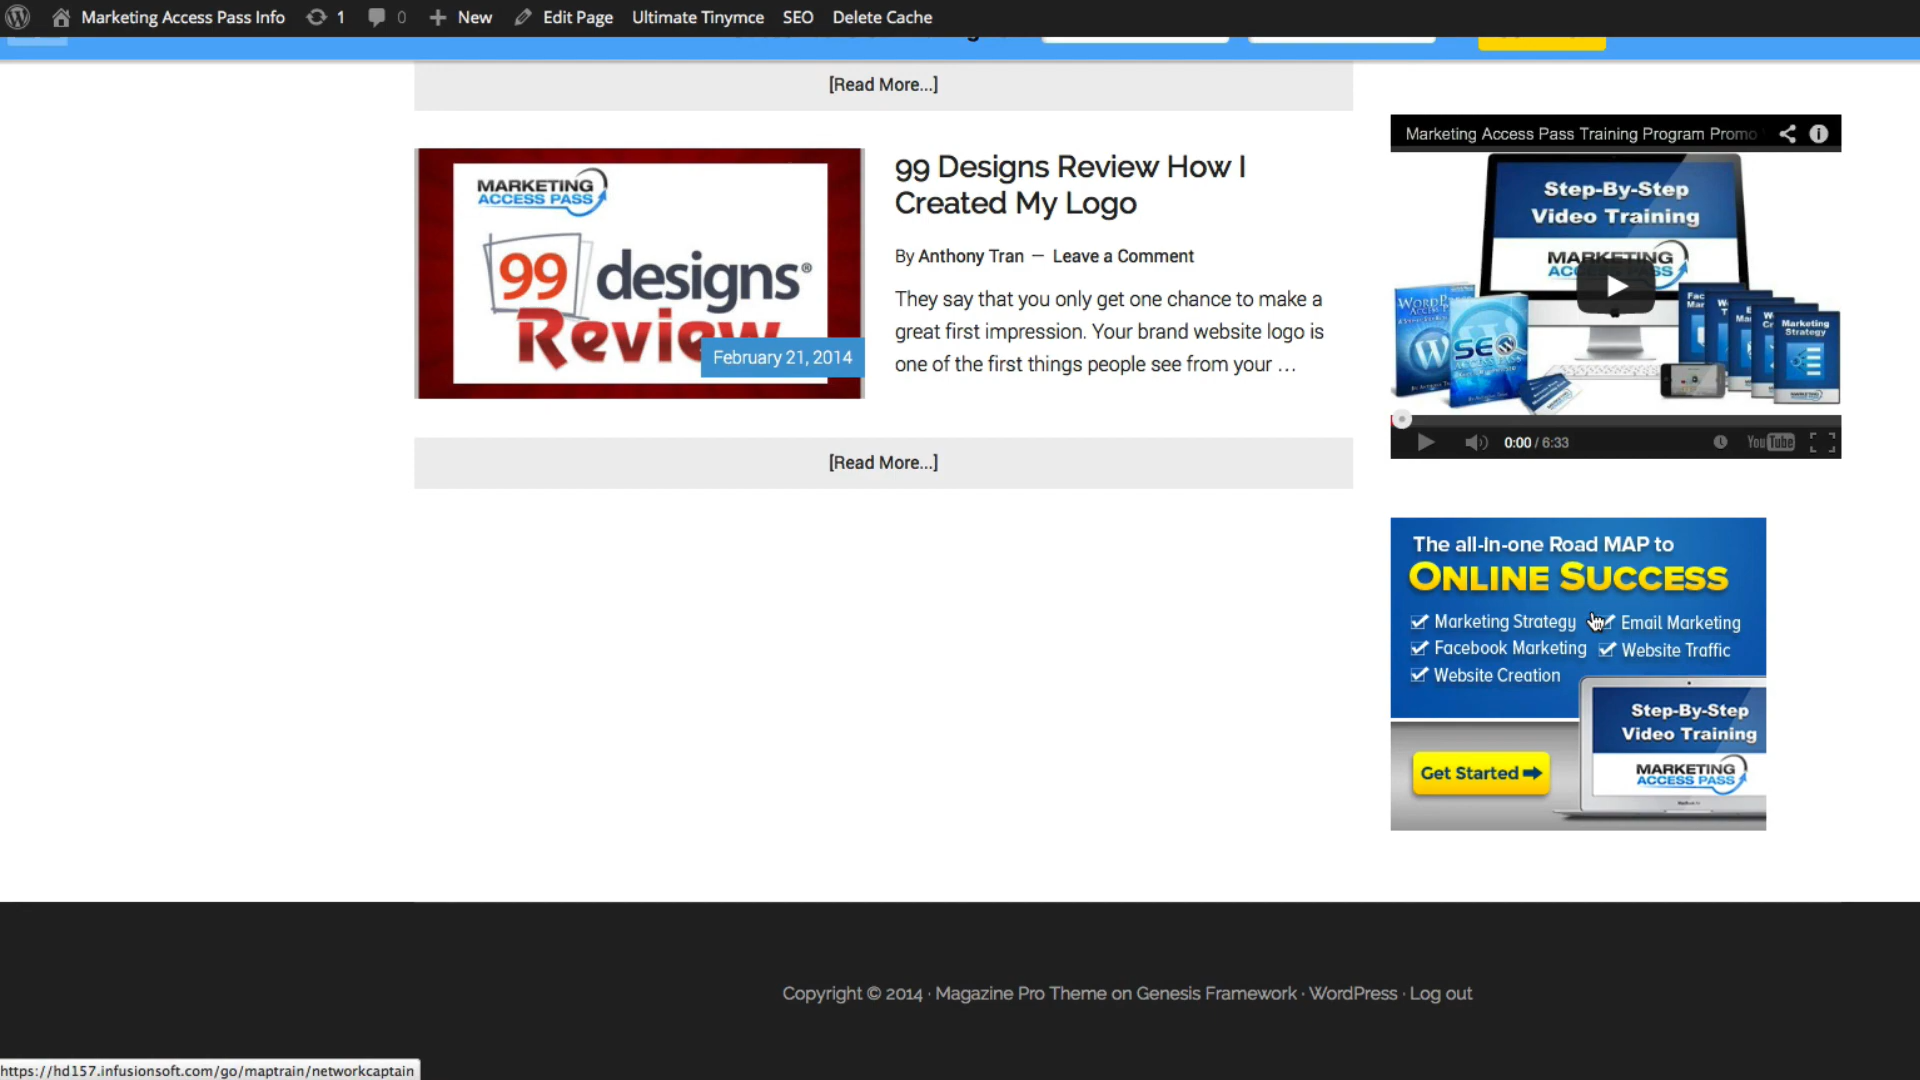 Marketing Access Pass Info 1 0 New Edit Page Ultimate Tinymce SEO Delete Cache
[Read More...]
MARKETING
ACCESS PASS
99 designs®
Review
February 21, 2014
99 Designs Review How I
Created My Logo
By Anthony Tran — Leave a Comment
They say that you only get one chance to make a
great first impression. Your brand website logo is
one of the first things people see from your ...
[Read More...]
Marketing Access Pass Training Program Promo
Step-By-Step
Video Training
MARKETING
SEO
Marketing
Strategy
0:00 / 6:33
YouTube
The all-in-one Road MAP to
ONLINE SUCCESS
Marketing Strategy Email Marketing
Facebook Marketing Website Traffic
Website Creation
Step-By-Step
Video Training
MARKETING
ACCESS PASS
Get Started
Copyright © 2014 · Magazine Pro Theme on Genesis Framework · WordPress · Log out
https://hd157.infusionsoft.com/go/maptrain/networkcaptain